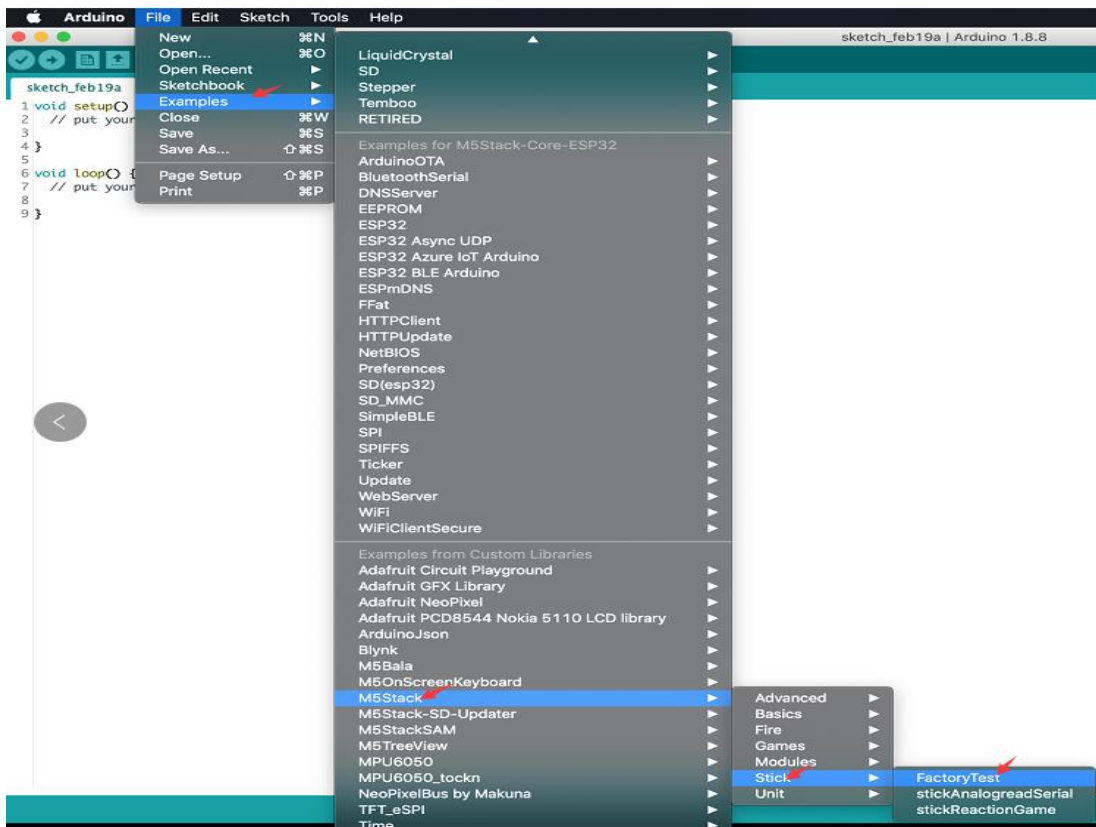 Arduino File Edit Sketch Tools Help
sketch_feb19a | Arduino 1.8.8
New ⌘N
Open... ⌘O
Open Recent
Sketchbook
Examples
Close ⌘W
Save ⌘S
Save As... ⇧⌘S
Page Setup ⇧⌘P
Print ⌘P
sketch_feb19a
1 void setup()
2 // put your
3
4 }
5
6 void loop() {
7 // put your
8
9 }
LiquidCrystal
SD
Stepper
Temboo
RETIRED
Examples for M5Stack-Core-ESP32
ArduinoOTA
BluetoothSerial
DNSServer
EEPROM
ESP32
ESP32 Async UDP
ESP32 Azure IoT Arduino
ESP32 BLE Arduino
ESPmDNS
FFat
HTTPClient
HTTPUpdate
NetBIOS
Preferences
SD(esp32)
SD_MMC
SimpleBLE
SPI
SPIFFS
Ticker
Update
WebServer
WiFi
WiFiClientSecure
Examples from Custom Libraries
Adafruit Circuit Playground
Adafruit GFX Library
Adafruit NeoPixel
Adafruit PCD8544 Nokia 5110 LCD library
ArduinoJson
Blynk
M5Bala
M5OnScreenKeyboard
M5Stack
M5Stack-SD-Updater
M5StackSAM
M5TreeView
MPU6050
MPU6050_tockn
NeoPixelBus by Makuna
TFT_eSPI
Time
Advanced
Basics
Fire
Games
Modules
Stick
Unit
FactoryTest
stickAnalogreadSerial
stickReactionGame